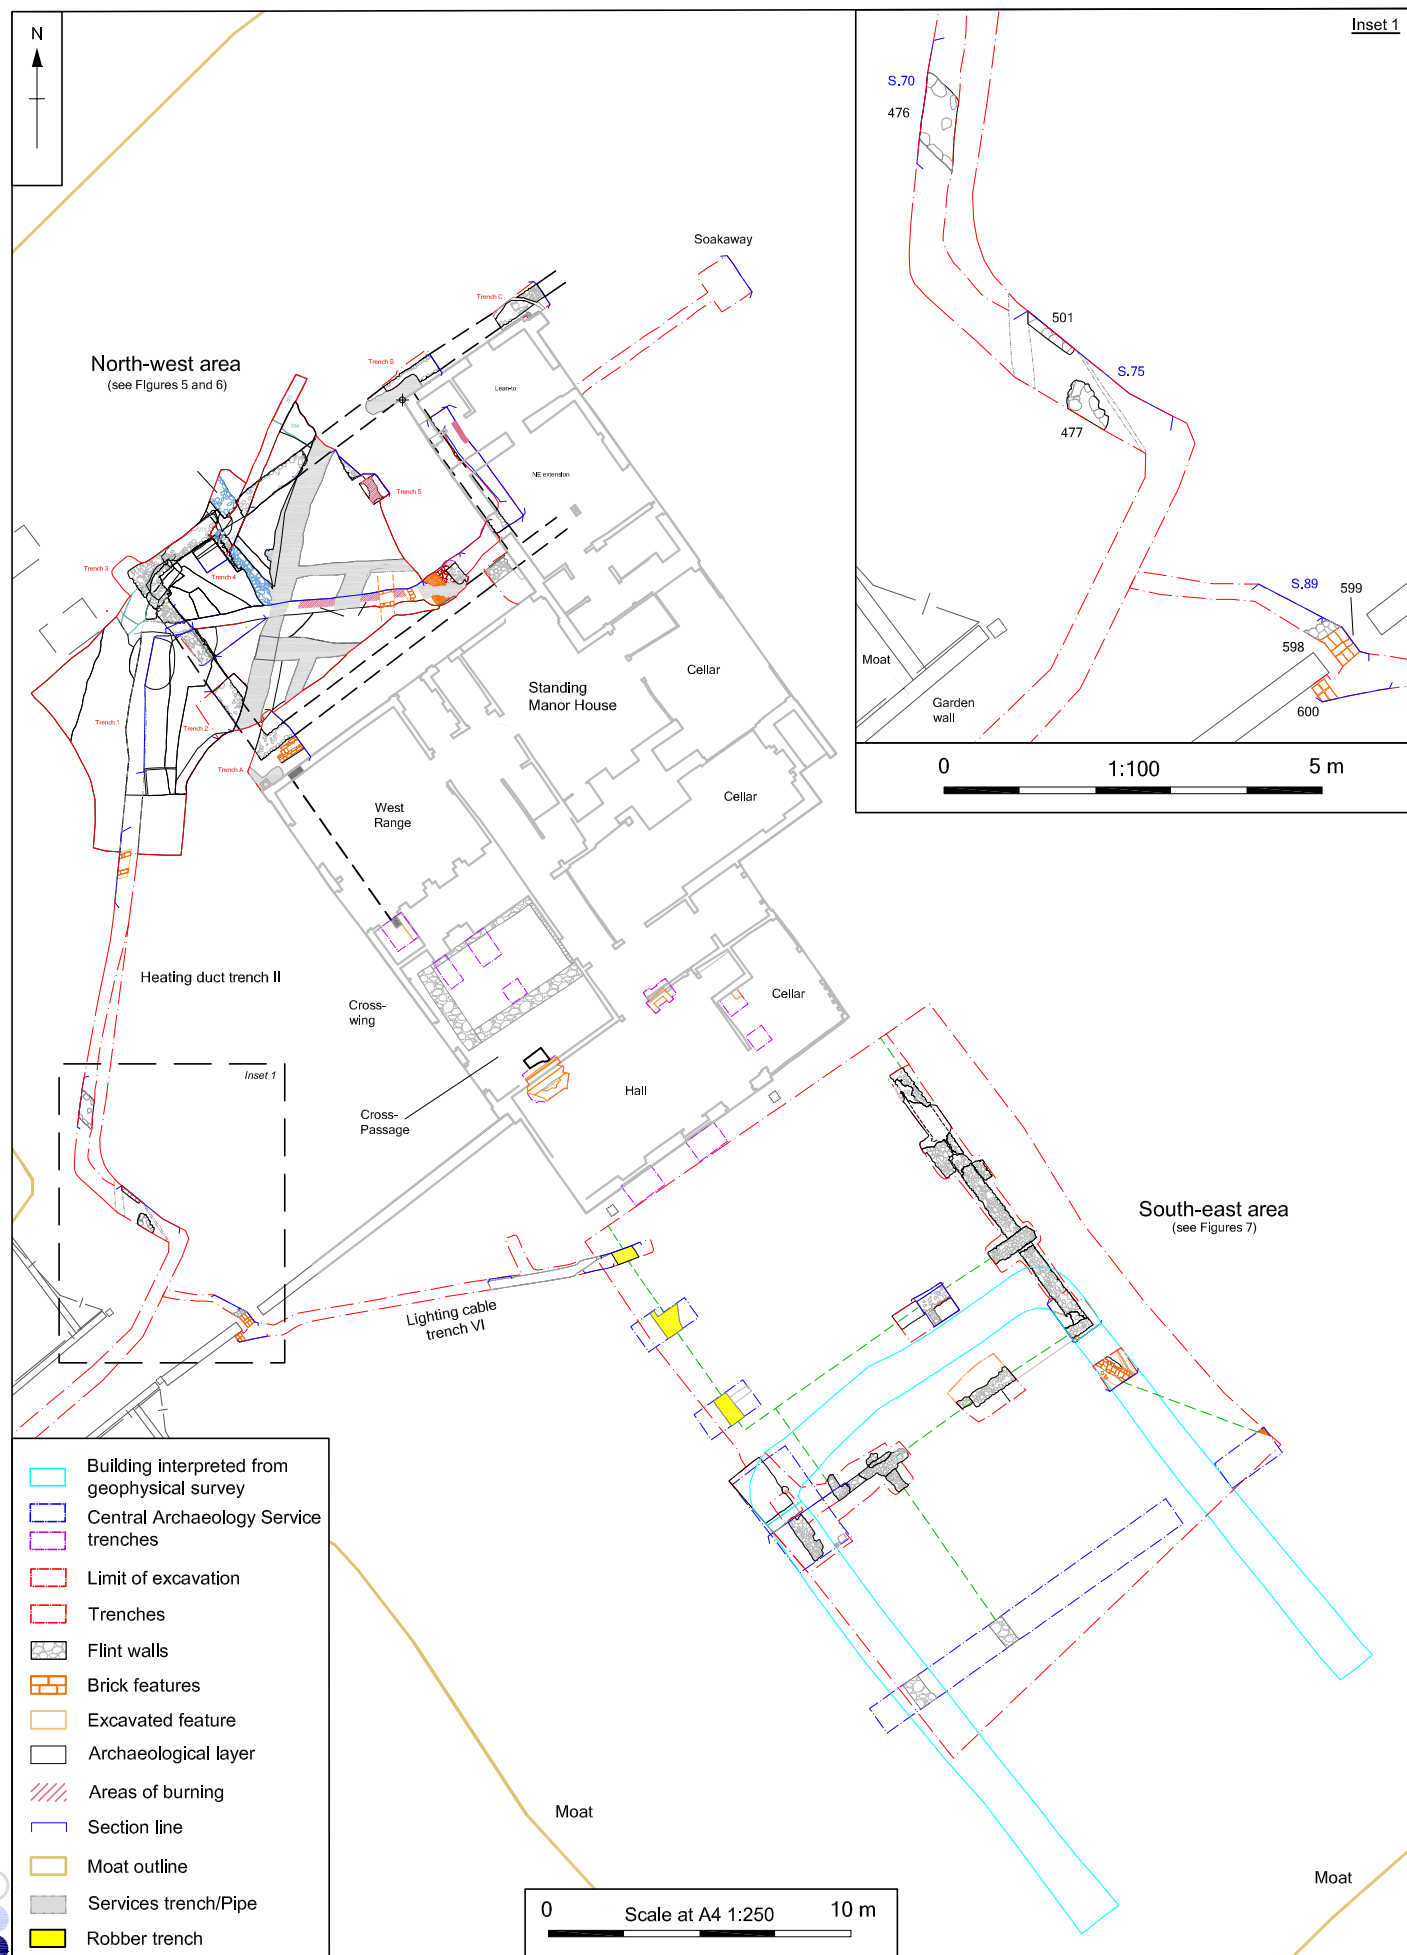 N
Inset 1
S.70
476
501
S.75
477
S.89
599
598
600
Moat
Garden
wall
0
1:100
5 m
Soakaway
Trench C
North-west area
(see FIgures 5 and 6)
Trench B
Lean-to
NE extension
Trench 5
Trench 3
Trench 4
Trench 1
Trench 2
Trench A
264
Standing
Manor House
Cellar
Cellar
West
Range
Heating duct trench II
Cross-
wing
Cellar
Inset 1
Cross-
Passage
Hall
South-east area
(see Figures 7)
Lighting cable
trench VI
Building interpreted from
geophysical survey
Central Archaeology Service
trenches
Limit of excavation
Trenches
Flint walls
Brick features
Excavated feature
Archaeological layer
Areas of burning
Section line
Moat outline
Services trench/Pipe
Robber trench
Moat
Moat
0
Scale at A4 1:250
10 m